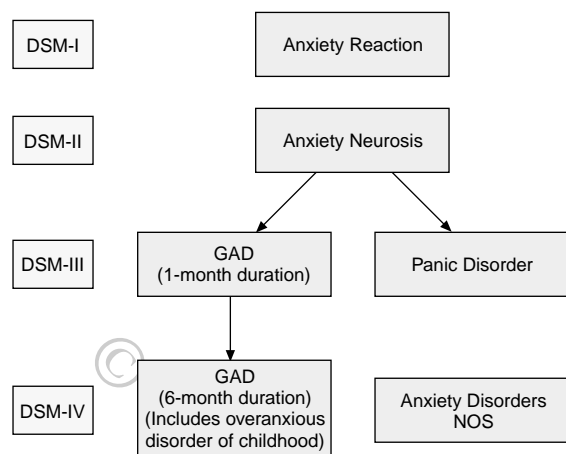 DSM-I
Anxiety Reaction
DSM-II
Anxiety Neurosis
DSM-III
GAD
(1-month duration)
Panic Disorder
©
DSM-IV
GAD
(6-month duration)
(Includes overanxious
disorder of childhood)
Anxiety Disorders
NOS